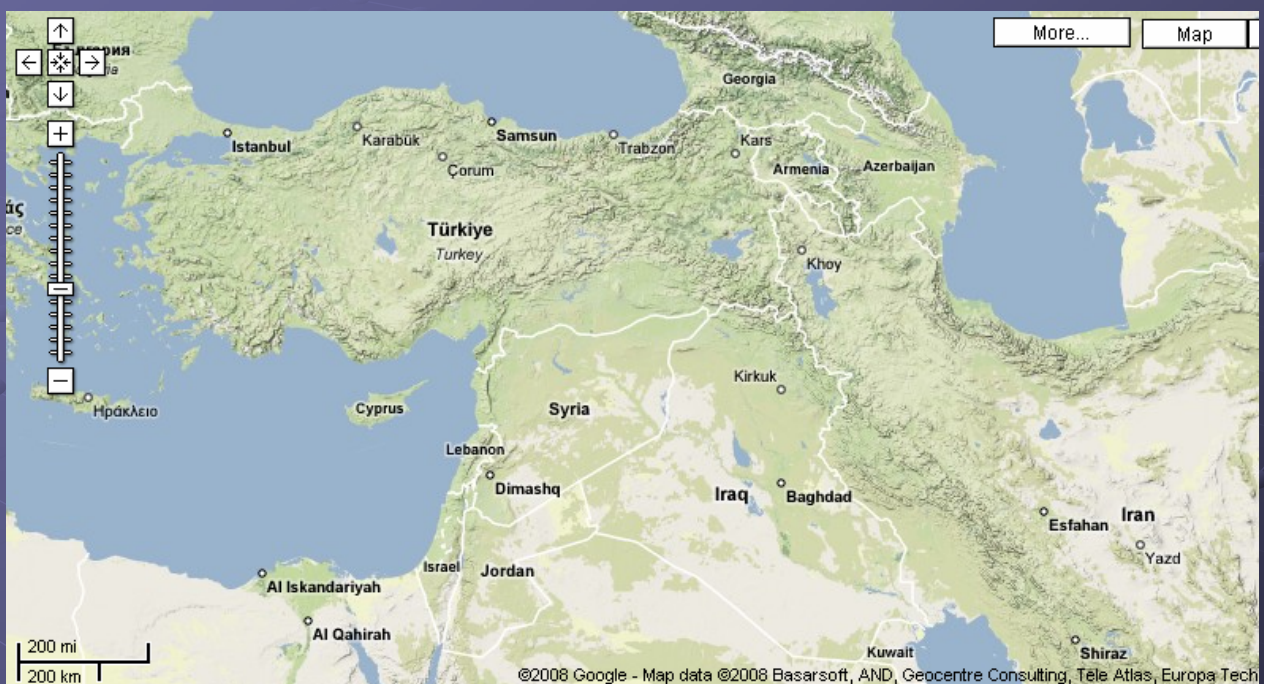 More...
Map
България
Georgia
Istanbul
Karabük
Samsun
Trabzon
Kars
Çorum
Armenia
Azerbaijan
Türkiye
Turkey
Khoy
Kirkuk
Ηράκλειο
Cyprus
Syria
Lebanon
Dimashq
Iraq
Baghdad
Esfahan
Iran
Yazd
Israel
Jordan
Al Iskandariyah
Al Qahirah
Kuwait
Shiraz
200 mi
200 km
©2008 Google - Map data ©2008 Basarsoft, AND, Geocentre Consulting, Tele Atlas, Europa Tech